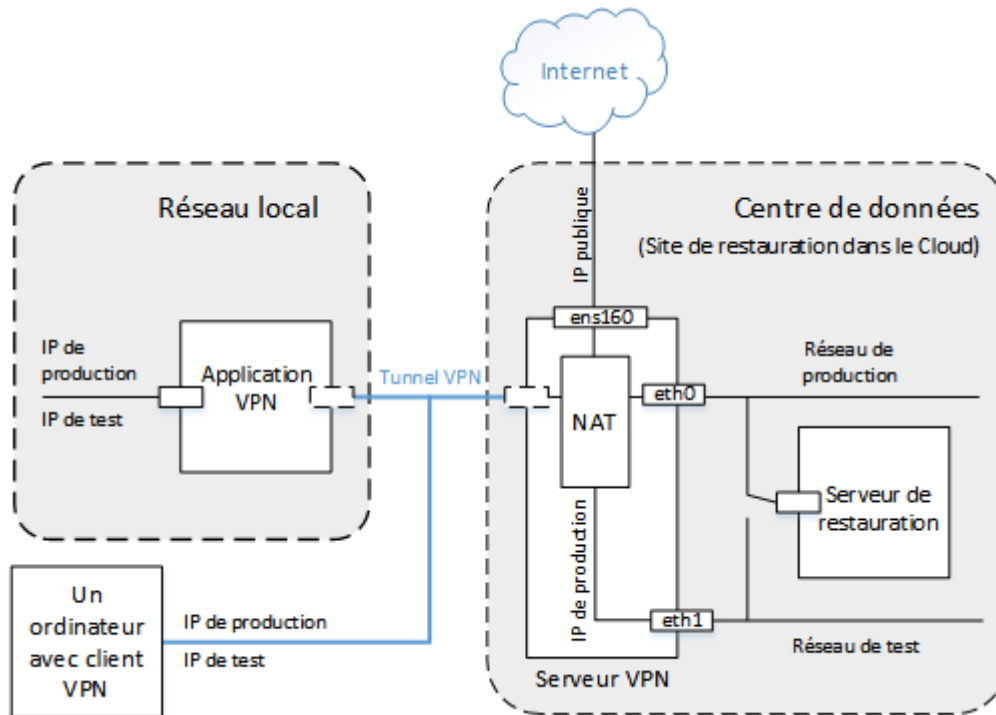 Internet
Réseau local
Centre de données
(Site de restauration dans le Cloud)
IP publique
ens160
IP de
production
IP de test
Application
VPN
Tunnel VPN
NAT
eth0
Réseau de
production
Serveur de
restauration
IP de production
eth1
Réseau de test
Serveur VPN
Un
ordinateur
avec client
VPN
IP de production
IP de test